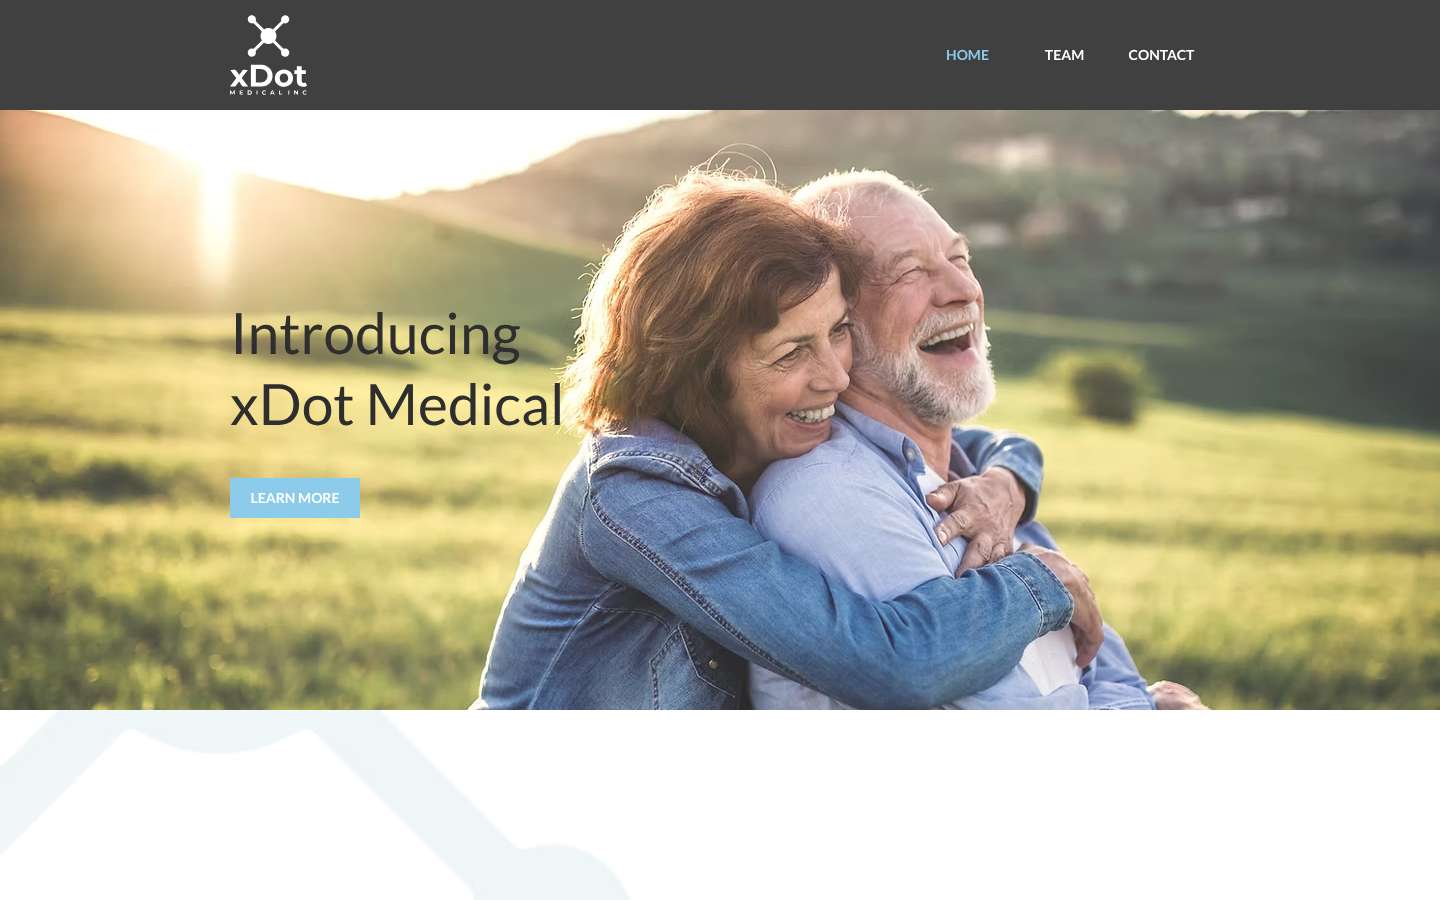 xDot
MEDICAL INC
HOME
TEAM
CONTACT
Introducing
xDot Medical
LEARN MORE